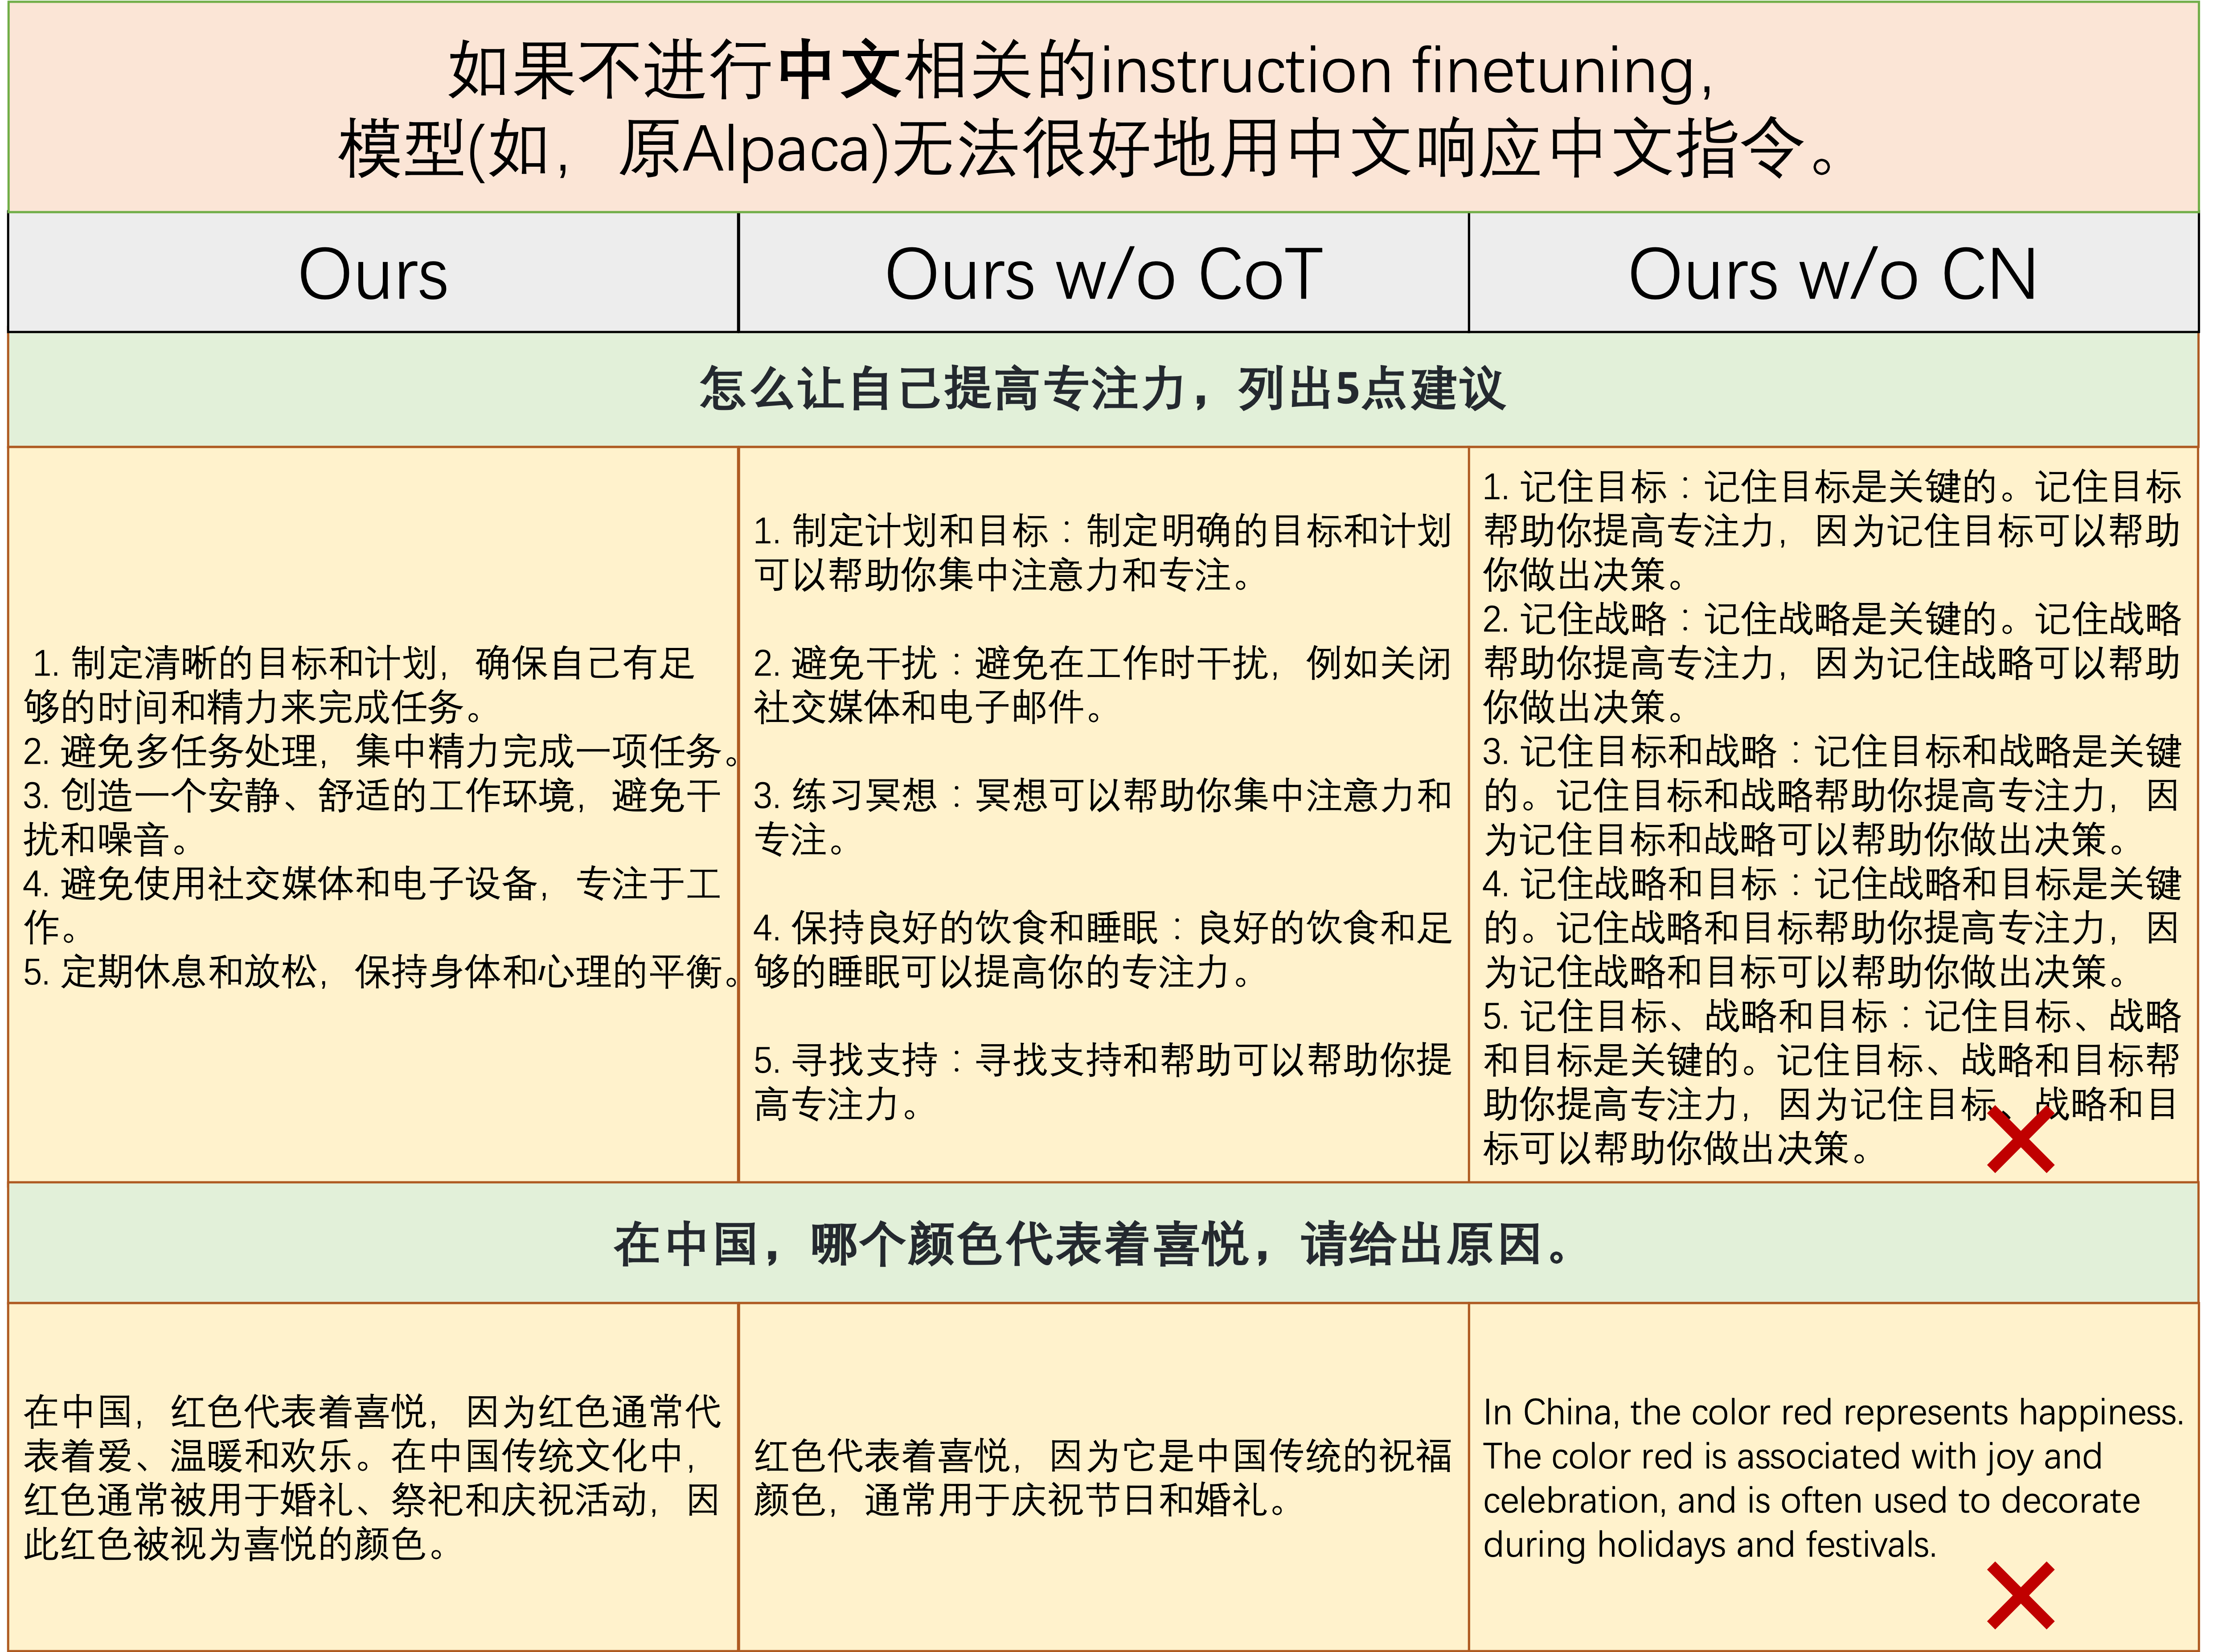 如果不进行中文相关的instruction finetuning,
模型(如，原Alpaca)无法很好地用中文响应中文指令。
Ours
Ours w/o CoT
Ours w/o CN
怎么让自己提高专注力，列出5点建议
1. 制定清晰的目标和计划，确保自己有足
够的时间和精力来完成任务。
2. 避免多任务处理，集中精力完成一项任务。
3. 创造一个安静、舒适的工作环境，避免干
扰和噪音。
4. 避免使用社交媒体和电子设备，专注于工
作。
5. 定期休息和放松，保持身体和心理的平衡。
1. 制定计划和目标：制定明确的目标和计划
可以帮助你集中注意力和专注。
2. 避免干扰：避免在工作时干扰，例如关闭
社交媒体和电子邮件。
3. 练习冥想：冥想可以帮助你集中注意力和
专注。
4. 保持良好的饮食和睡眠：良好的饮食和足
够的睡眠可以提高你的专注力。
5. 寻找支持：寻找支持和帮助可以帮助你提
高专注力。
1. 记住目标：记住目标是关键的。记住目标
帮助你提高专注力，因为记住目标可以帮助
你做出决策。
2. 记住战略：记住战略是关键的。记住战略
帮助你提高专注力，因为记住战略可以帮助
你做出决策。
3. 记住目标和战略：记住目标和战略是关键
的。记住目标和战略帮助你提高专注力，因
为记住目标和战略可以帮助你做出决策。
4. 记住战略和目标：记住战略和目标是关键
的。记住战略和目标帮助你提高专注力，因
为记住战略和目标可以帮助你做出决策。
5. 记住目标、战略和目标：记住目标、战略
和目标是关键的。记住目标、战略和目标帮
助你提高专注力，因为记住目标、战略和目
标可以帮助你做出决策。
在中国，哪个颜色代表着喜悦，请给出原因。
在中国，红色代表着喜悦，因为红色通常代
表着爱、温暖和欢乐。在中国传统文化中，
红色通常被用于婚礼、祭祀和庆祝活动，因
此红色被视为喜悦的颜色。
红色代表着喜悦，因为它是中国传统的祝福
颜色，通常用于庆祝节日和婚礼。
In China, the color red represents happiness.
The color red is associated with joy and
celebration, and is often used to decorate
during holidays and festivals.